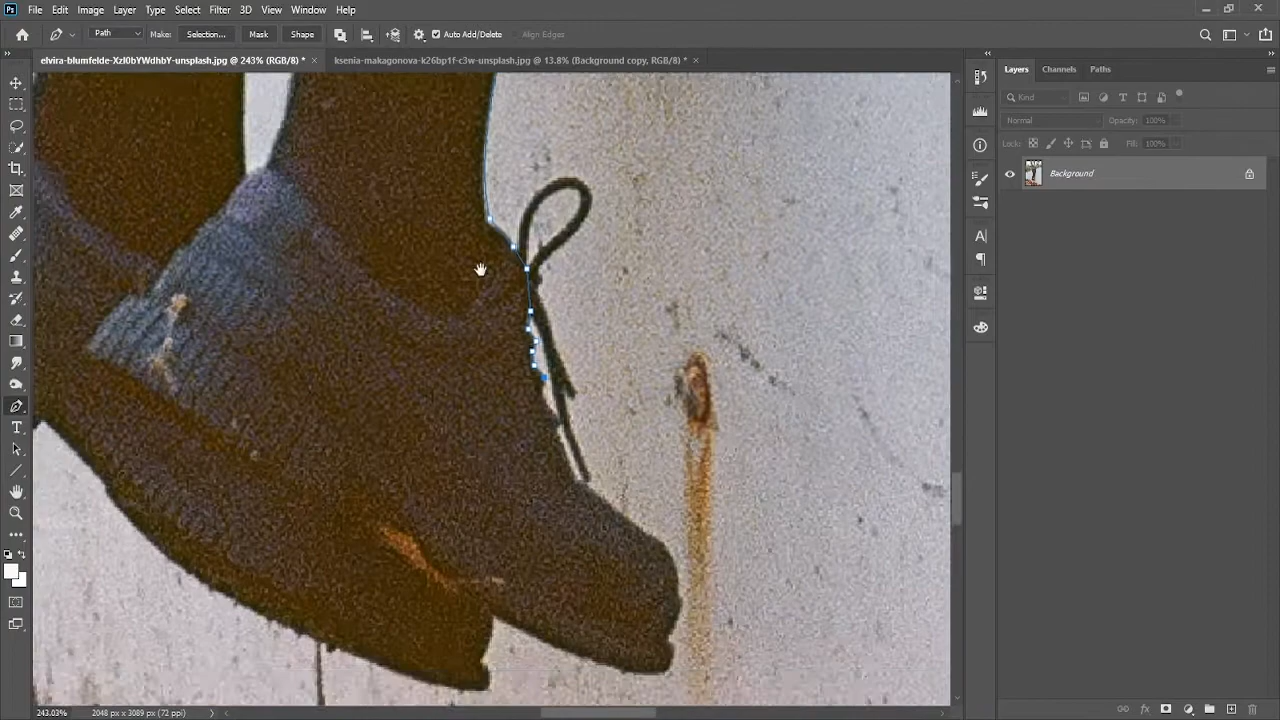 Ps File Edit Image Layer Type Select Filter 3D View Window Help
Path Make: Selection... Mask Shape Auto Add/Delete Align Edges
elvira-blumfelde-XzI0bYWdhbY-unsplash.jpg @ 243% (RGB/8) * × ksenia-makagonova-k26bp1f-c3w-unsplash.jpg @ 13.8% (Background copy, RGB/8) * ×
Layers Channels Paths
Kind
Normal Opacity: 100%
Lock: Fill: 100%
Background
243.03% 2048 px x 3089 px (72 ppi)